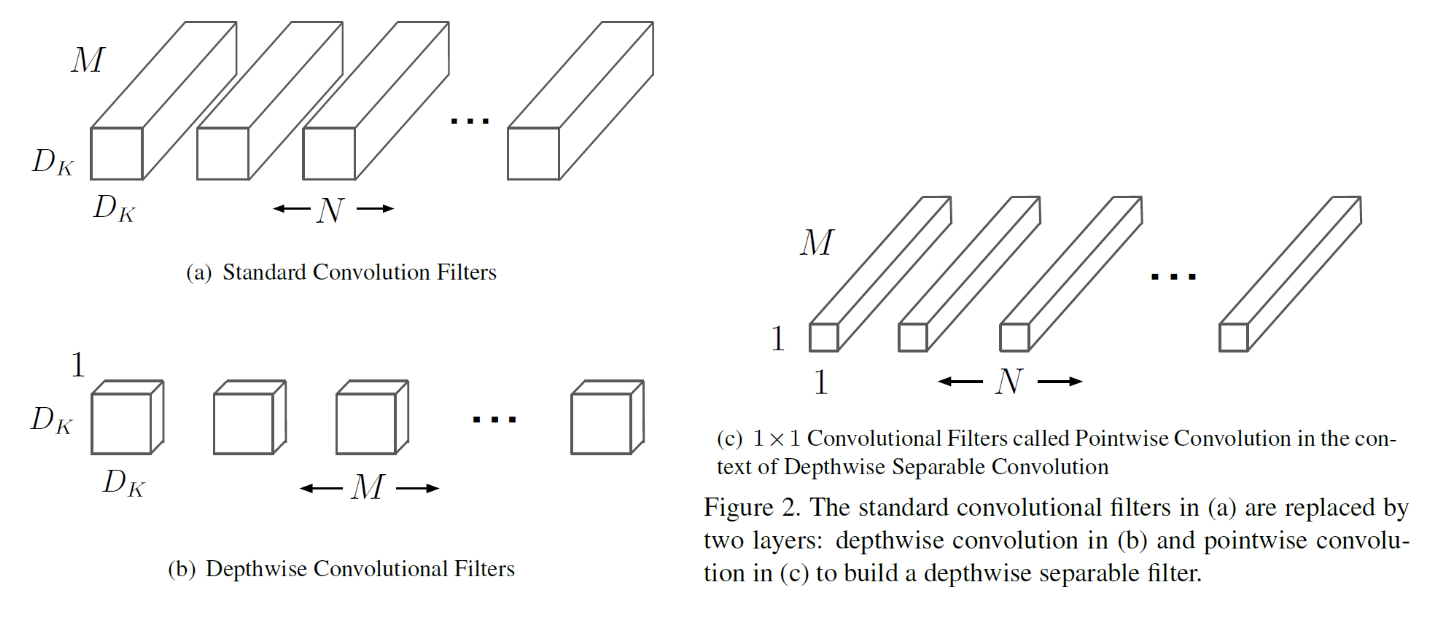 M
D_K
D_K
← N →
...
(a) Standard Convolution Filters
1
D_K
D_K
← M →
...
(b) Depthwise Convolutional Filters
M
1
1
← N →
...
(c) 1 × 1 Convolutional Filters called Pointwise Convolution in the con-
text of Depthwise Separable Convolution
Figure 2. The standard convolutional filters in (a) are replaced by
two layers: depthwise convolution in (b) and pointwise convolu-
tion in (c) to build a depthwise separable filter.